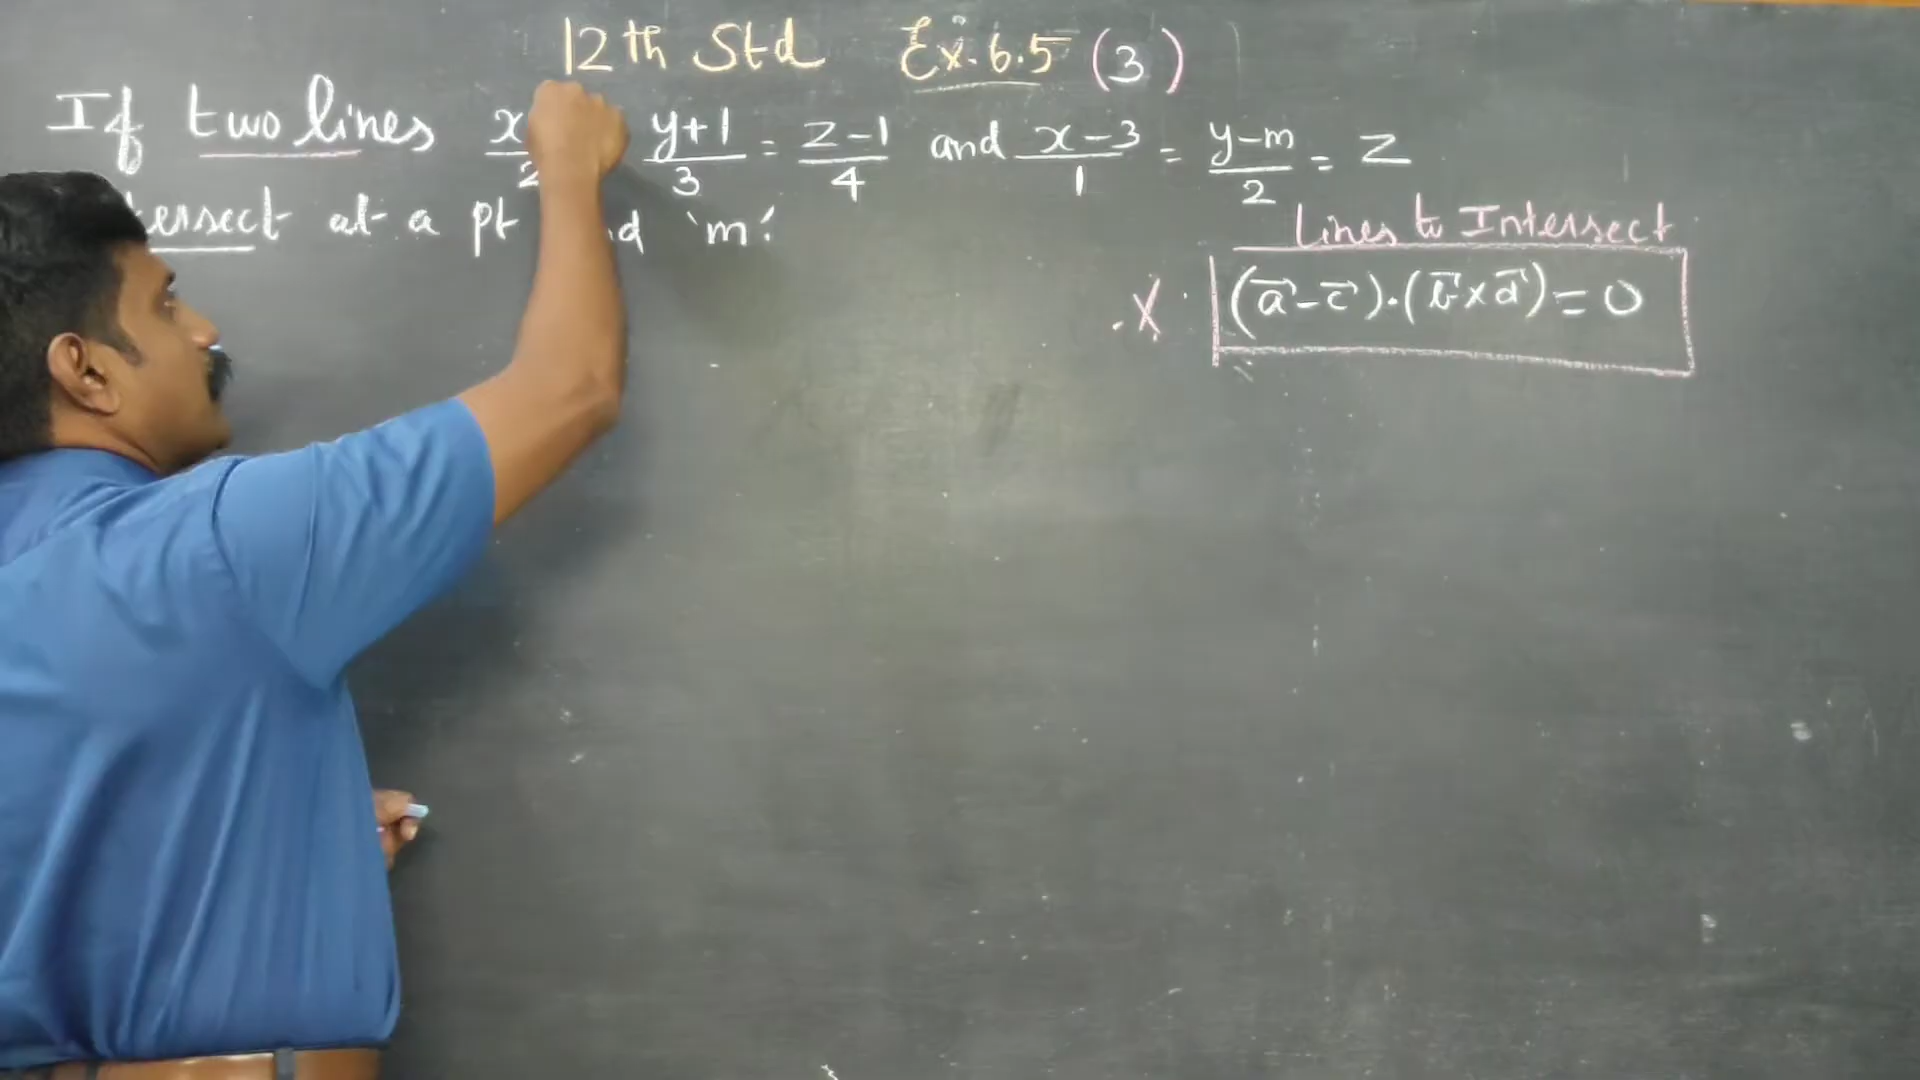 12th Std Ex. 6.5 (3)
If two lines x/2 y+1/3 = z-1/4 and x-3/1 = y-m/2 = z
at a pt 'm'.
Lines to Intersect
X (a⃗-c⃗)·(b⃗×d⃗)=0